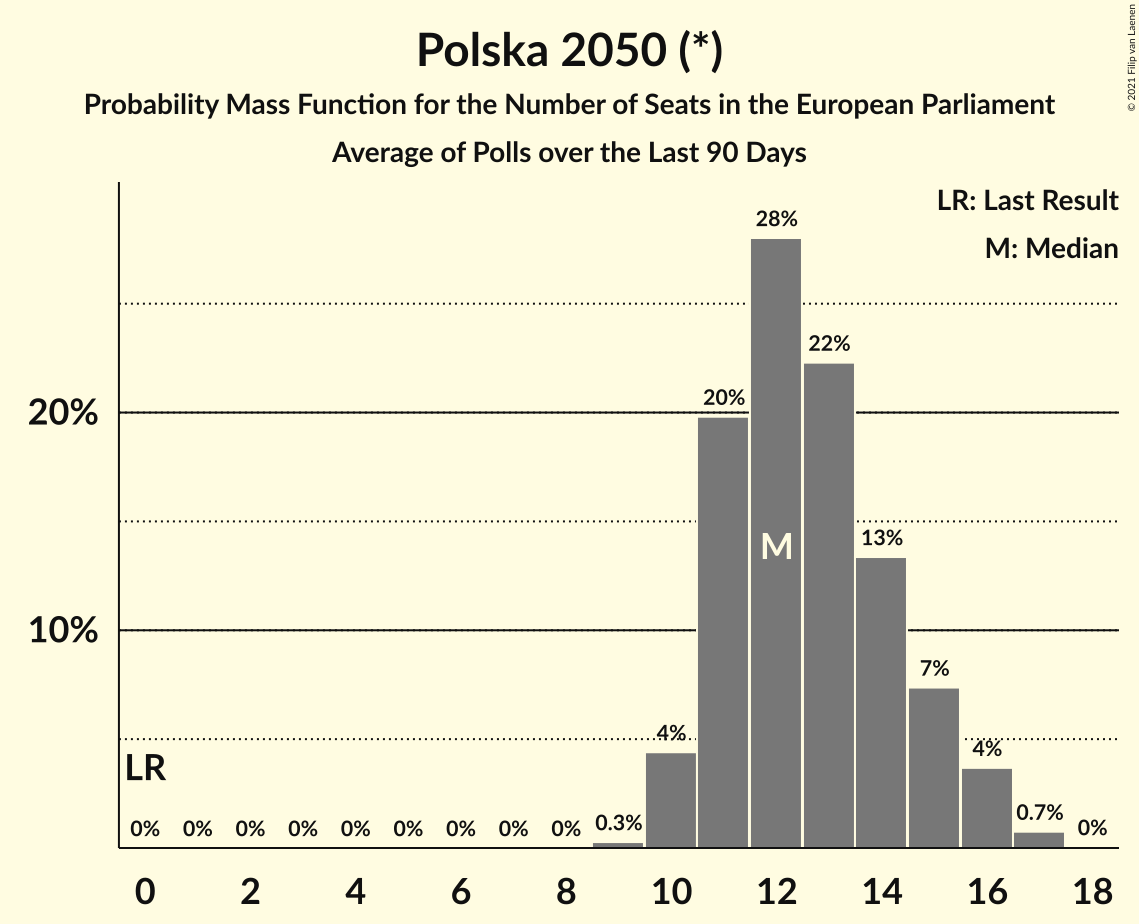 Polska 2050 (*)
Probability Mass Function for the Number of Seats in the European Parliament
Average of Polls over the Last 90 Days
© 2021 Filip van Laenen
LR: Last Result
M: Median
28%
22%
20%
20%
M
13%
10%
7%
4%
4%
LR
0% 0% 0% 0% 0% 0% 0% 0% 0% 0.3% 0.7% 0%
0 2 4 6 8 10 12 14 16 18